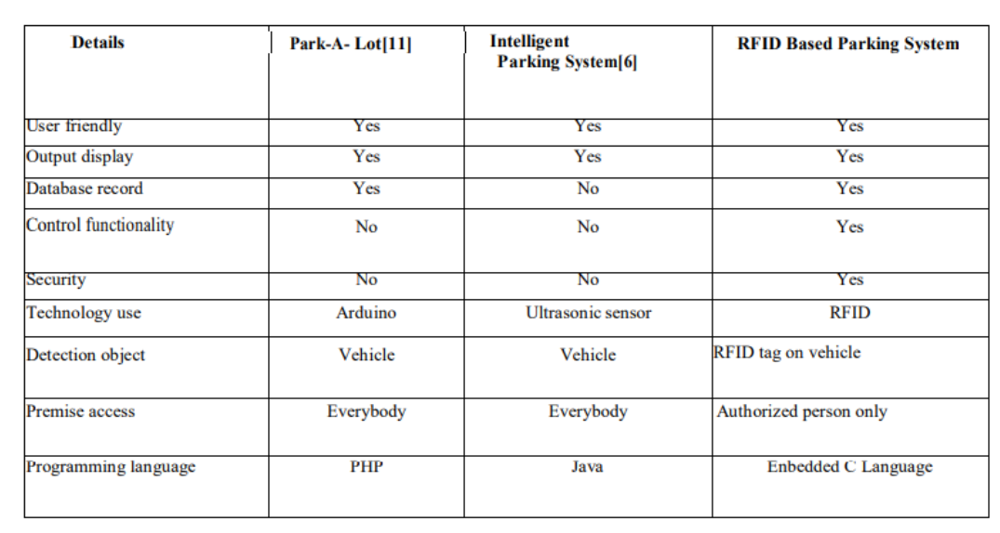 Details Park-A- Lot[11] Intelligent Parking System[6] RFID Based Parking System
User friendly Yes Yes Yes
Output display Yes Yes Yes
Database record Yes No Yes
Control functionality No No Yes
Security No No Yes
Technology use Arduino Ultrasonic sensor RFID
Detection object Vehicle Vehicle RFID tag on vehicle
Premise access Everybody Everybody Authorized person only
Programming language PHP Java Enbedded C Language